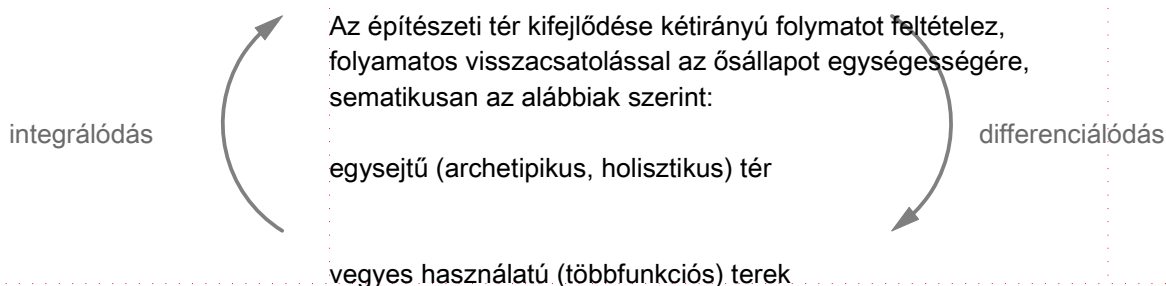 Az építészeti tér kifejlődése kétirányú folymatot feltételez,
folyamatos visszacsatolással az ősállapot egységességére,
sematikusan az alábbiak szerint:
integrálódás
differenciálódás
egysejtű (archetipikus, holisztikus) tér
vegyes használatú (többfunkciós) terek